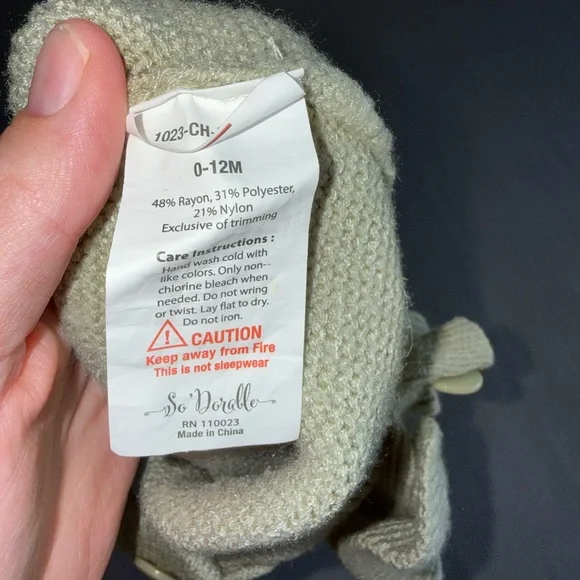 1023-CH-
0-12M
48% Rayon, 31% Polyester,
21% Nylon
Exclusive of trimming
Care Instructions :
Hand wash cold with
like colors. Only non-
chlorine bleach when
needed. Do not wring
or twist. Lay flat to dry,
Do not iron.
CAUTION
Keep away from Fire
This is not sleepwear
So'Dorable
RN 110023
Made in China